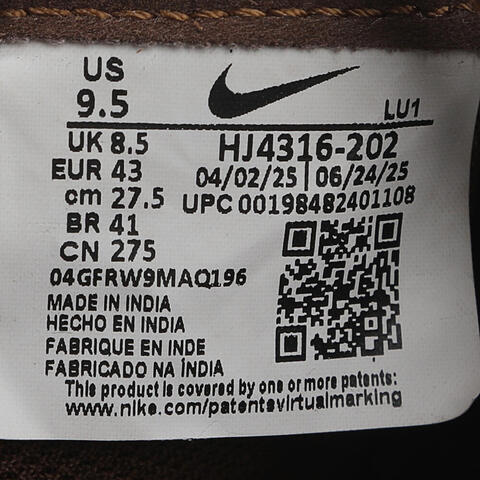 US
9.5
LU1
UK 8.5
HJ4316-202
EUR 43
04/02/25 | 06/24/25
cm 27.5
UPC 001984824​01108
BR 41
CN 275
04GFRW9MAQ196
MADE IN INDIA
HECHO EN INDIA
FABRIQUE EN INDE
FABRICADO NA ÍNDIA
This product is covered by one or more patents:
www.nike.com/patentsvirtualmarking